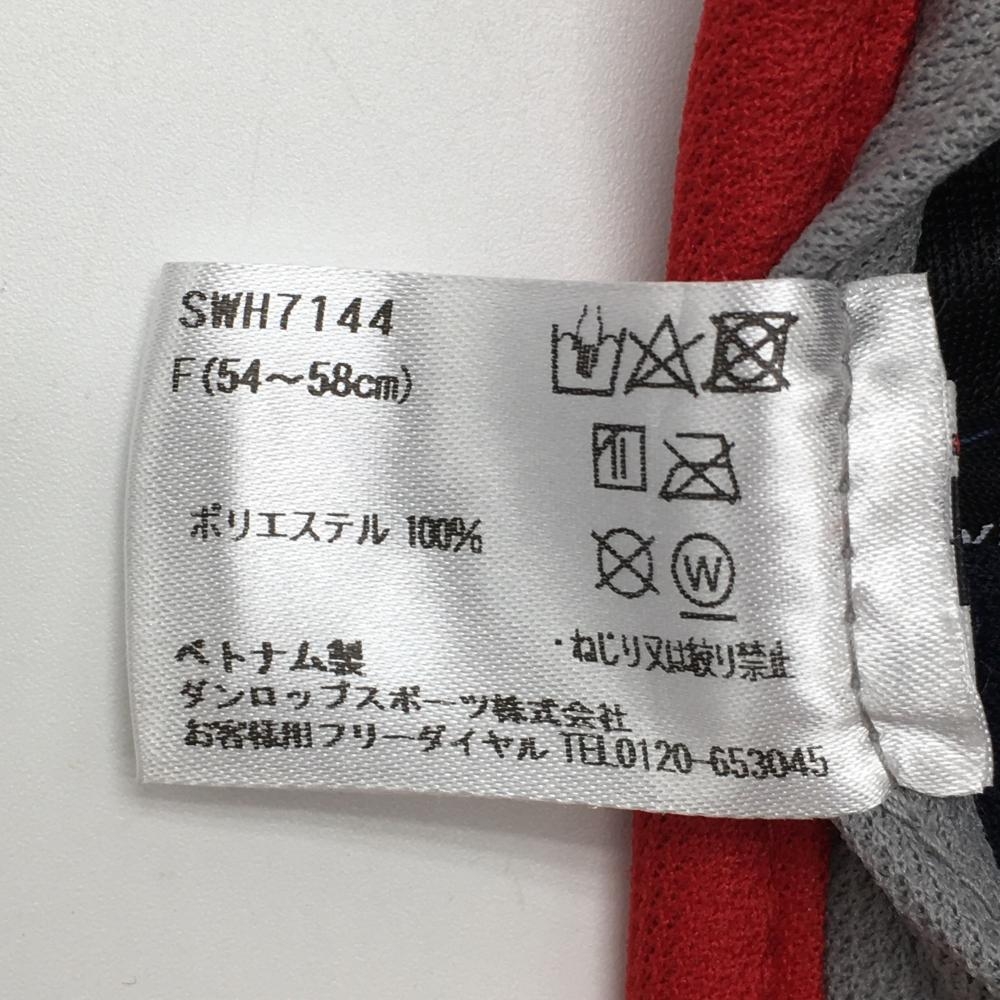 SWH7144
F(54〜58cm)
ポリエステル 100%
W
・ねじり又は絞り禁止
ベトナム製
ダンロップスポーツ株式会社
お客様用フリーダイヤル TEL0120-653045